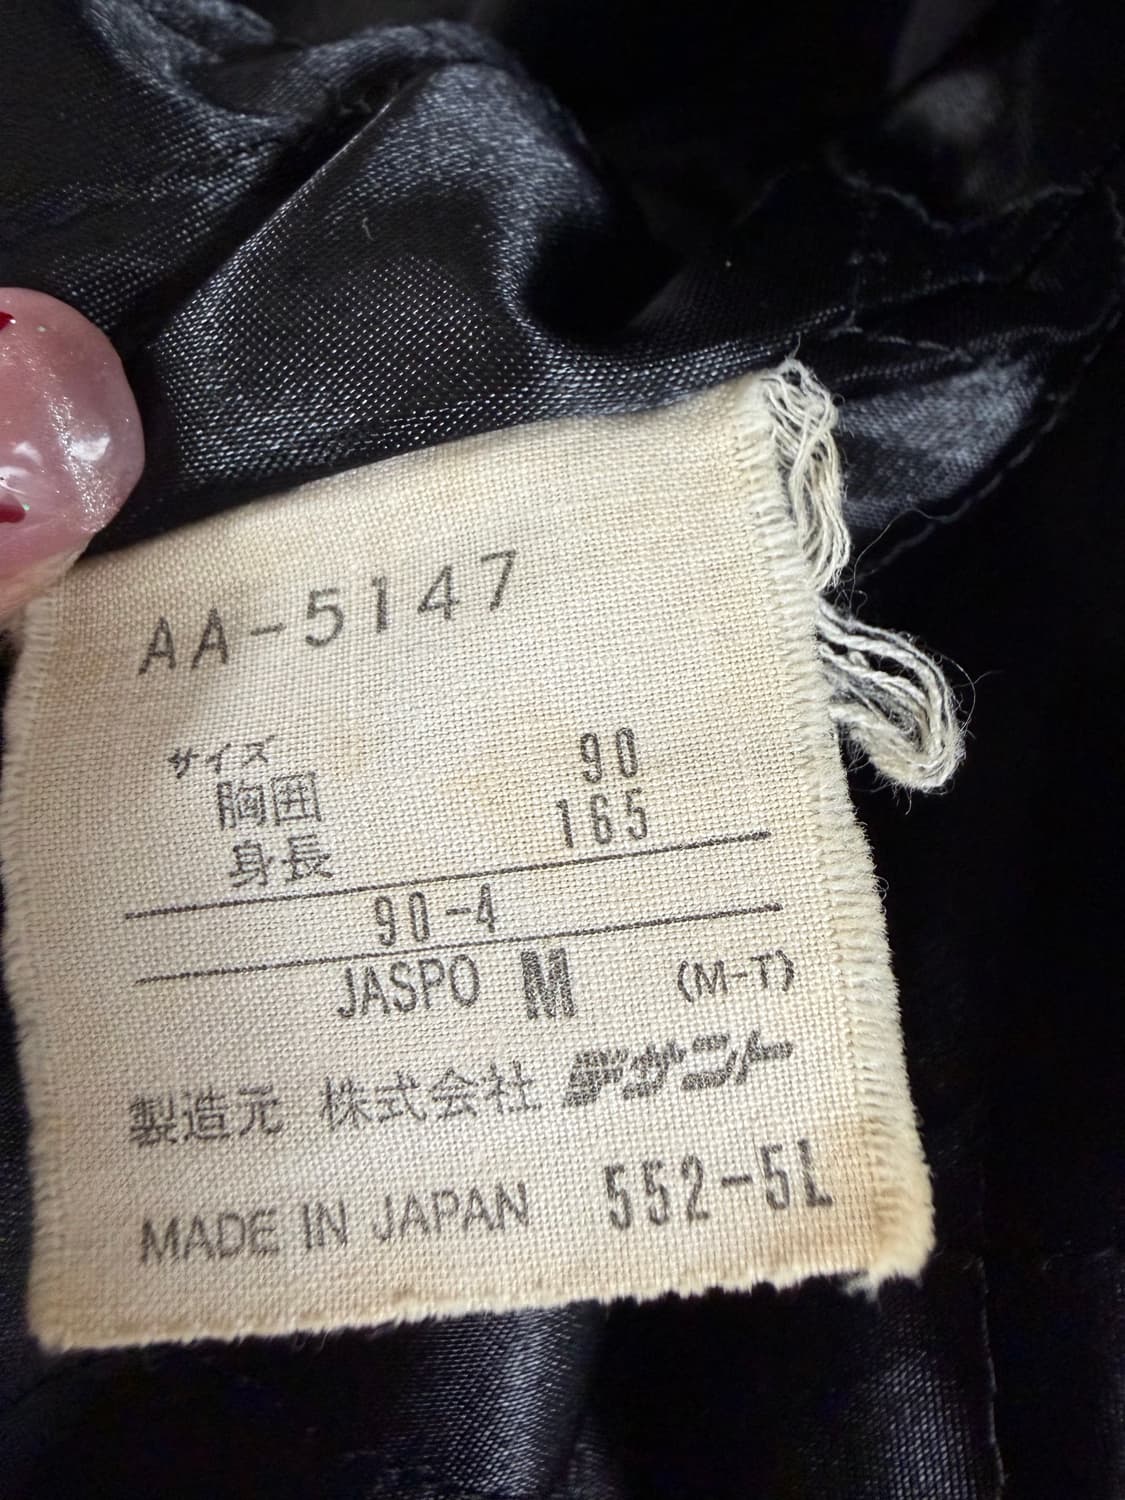 AA-5147
サイズ
胸囲 90
身長 165
90-4
JASPO M (M-T)
製造元 株式会社 デサント
MADE IN JAPAN 552-5L